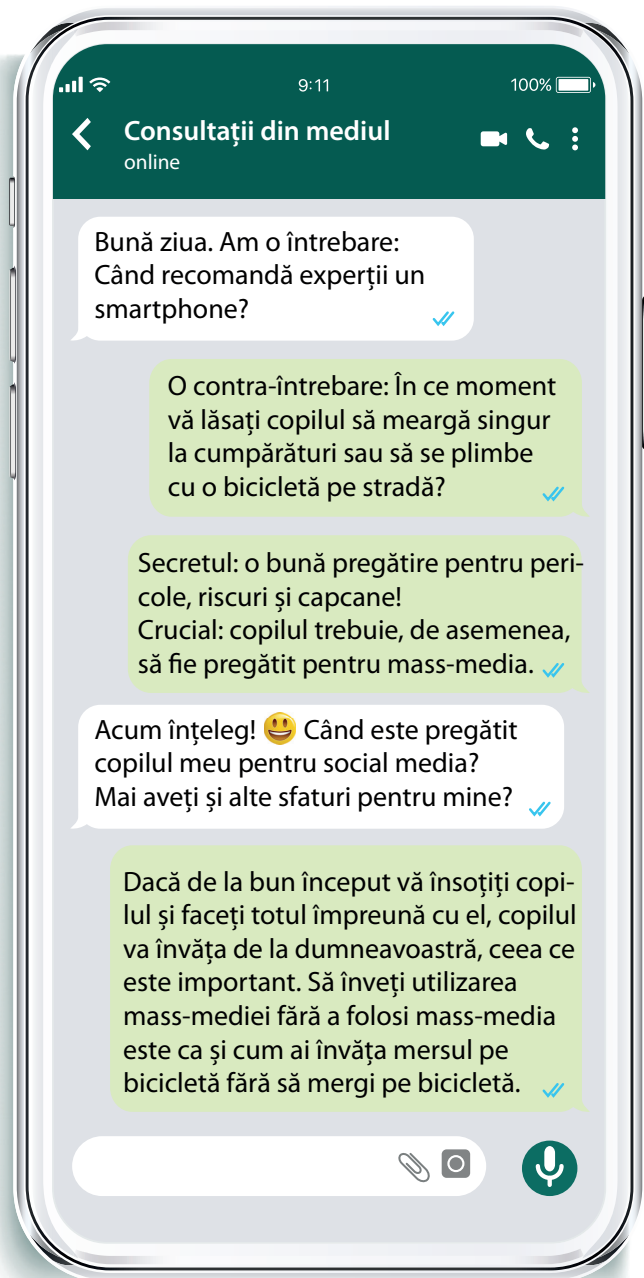 9:11
100%
Consultații din mediul
online
Bună ziua. Am o întrebare:
Când recomandă experții un
smartphone?
O contra-întrebare: În ce moment
vă lăsați copilul să meargă singur
la cumpărături sau să se plimbe
cu o bicicletă pe stradă?
Secretul: o bună pregătire pentru peri-
cole, riscuri și capcane!
Crucial: copilul trebuie, de asemenea,
să fie pregătit pentru mass-media.
Acum înțeleg! 😃 Când este pregătit
copilul meu pentru social media?
Mai aveți și alte sfaturi pentru mine?
Dacă de la bun început vă însoțiți copi-
lul și faceți totul împreună cu el, copilul
va învăța de la dumneavoastră, ceea ce
este important. Să înveți utilizarea
mass-mediei fără a folosi mass-media
este ca și cum ai învăța mersul pe
bicicletă fără să mergi pe bicicletă.